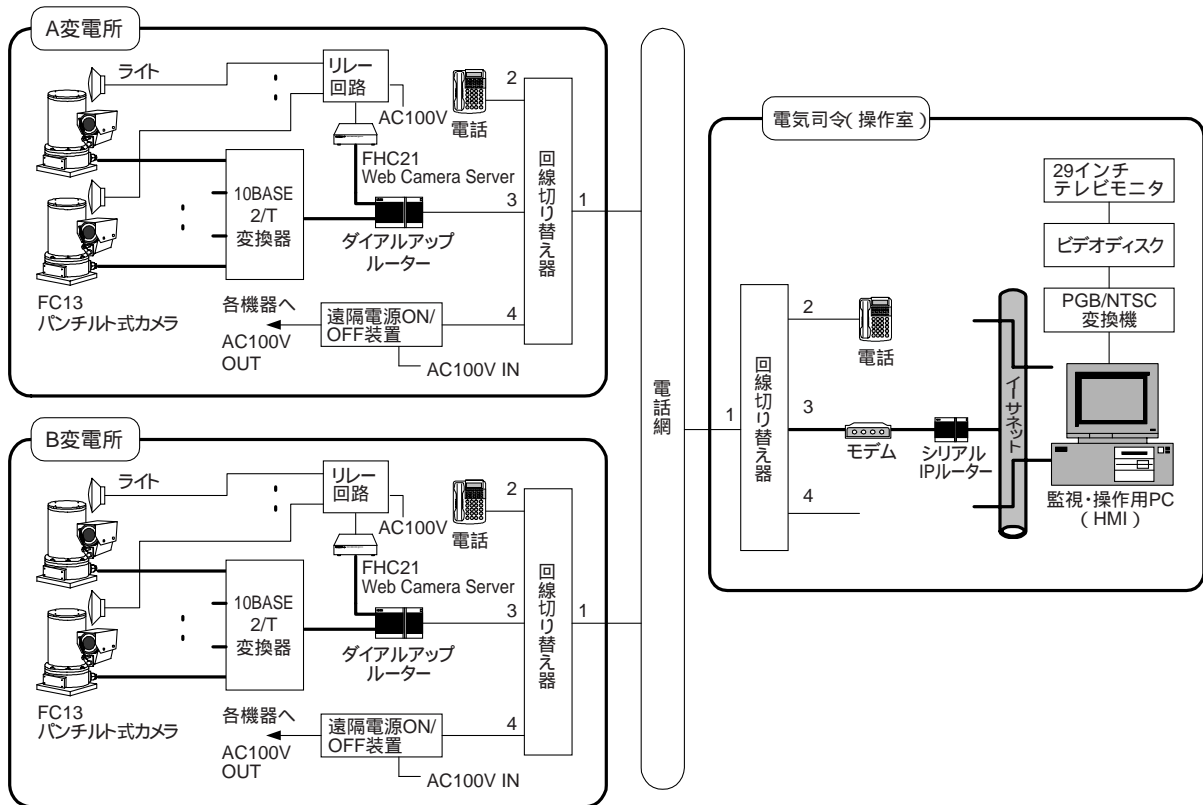 A変電所
ライト
リレー
回路
AC100V
2
電話
FHC21
Web Camera Server
10BASE
2/T
変換器
ダイアルアップ
ルーター
3
回線切り替え器
1
FC13
パンチルト式カメラ
各機器へ
AC100V
OUT
遠隔電源ON/
OFF装置
4
AC100V IN
B変電所
ライト
リレー
回路
AC100V
2
電話
FHC21
Web Camera Server
10BASE
2/T
変換器
ダイアルアップ
ルーター
3
回線切り替え器
1
FC13
パンチルト式カメラ
各機器へ
AC100V
OUT
遠隔電源ON/
OFF装置
4
AC100V IN
電話網
電気司令(操作室)
29インチ
テレビモニタ
ビデオディスク
PGB/NTSC
変換機
1
回線切り替え器
2
電話
3
モデム
シリアル
IPルーター
4
イーサネット
監視・操作用PC
(HMI)